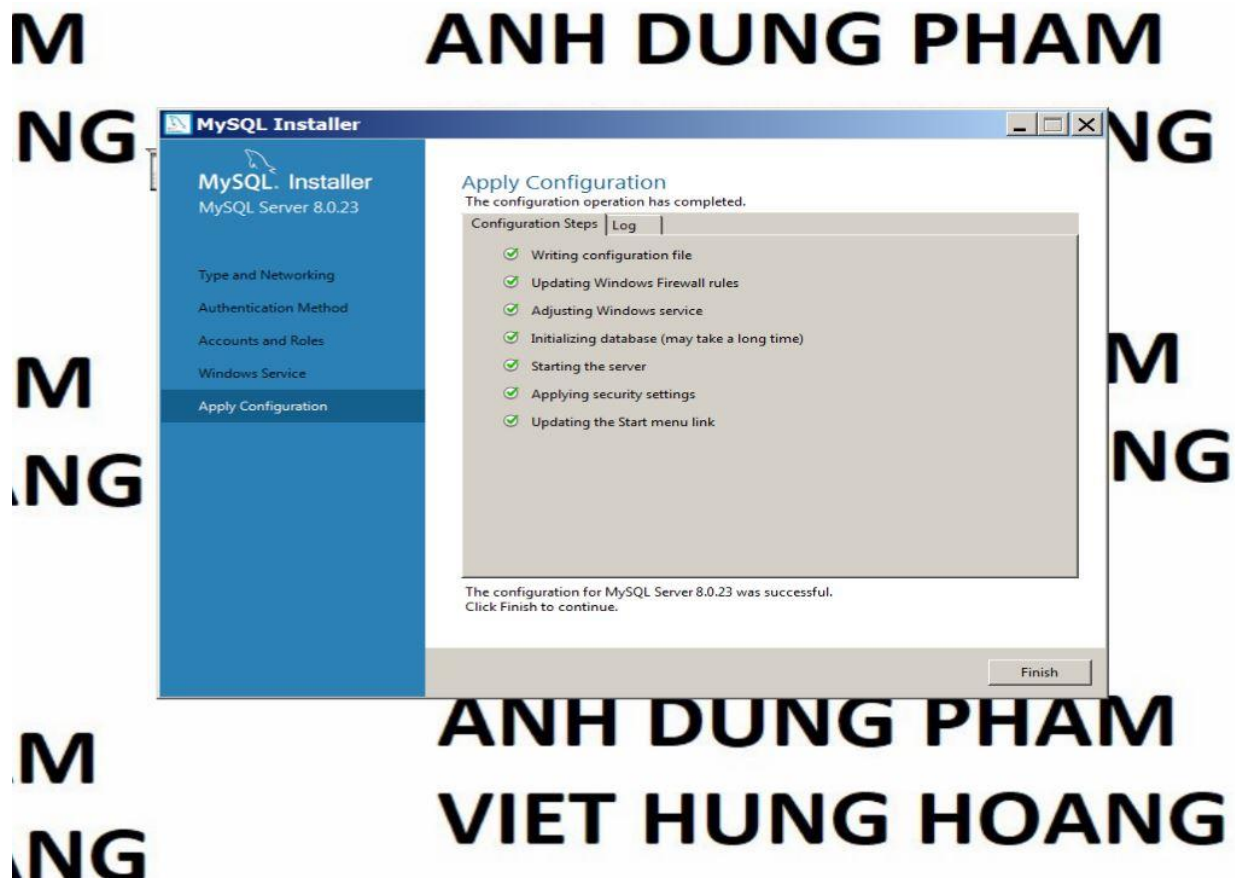 M ANH DUNG PHAM
NG NG
MySQL Installer
MySQL. Installer
MySQL Server 8.0.23
Type and Networking
Authentication Method
Accounts and Roles
Windows Service
Apply Configuration
Apply Configuration
The configuration operation has completed.
Configuration Steps Log
Writing configuration file
Updating Windows Firewall rules
Adjusting Windows service
Initializing database (may take a long time)
Starting the server
Applying security settings
Updating the Start menu link
The configuration for MySQL Server 8.0.23 was successful.
Click Finish to continue.
Finish
M M
NG NG
ANH DUNG PHAM
M
VIET HUNG HOANG
NG